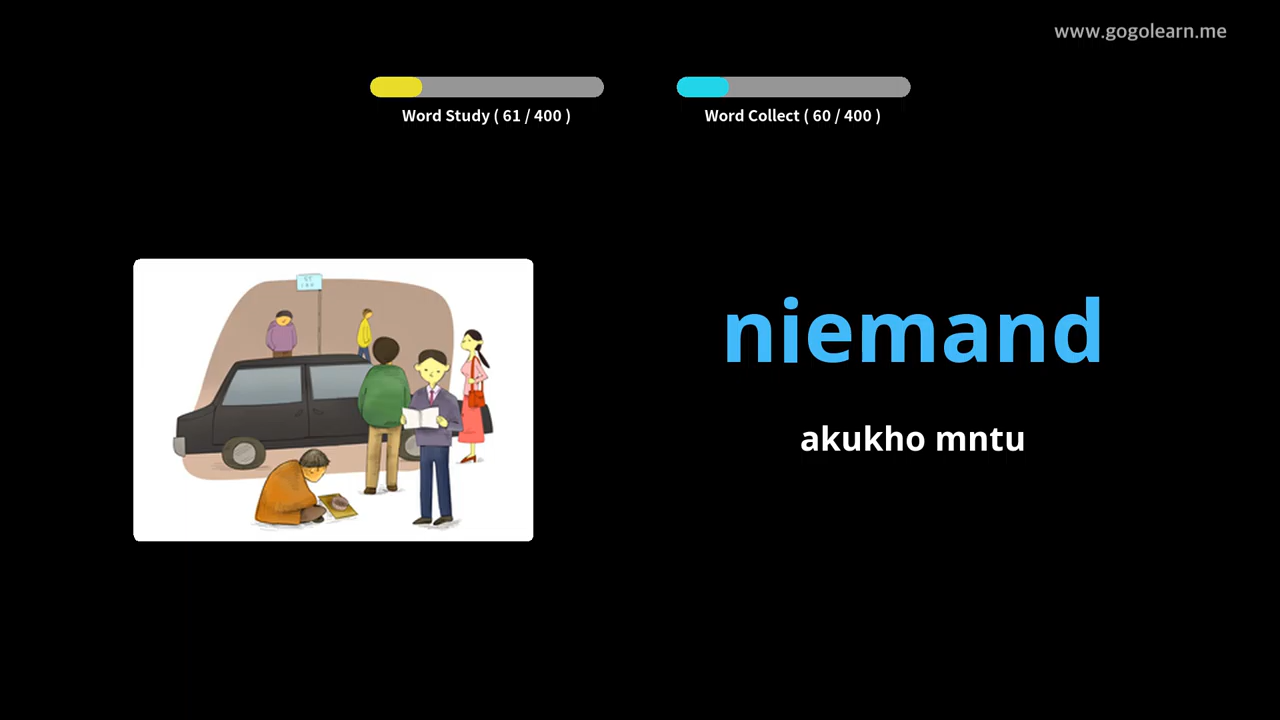 www.gogolearn.me
Word Study ( 61 / 400 )
Word Collect ( 60 / 400 )
niemand
akukho mntu